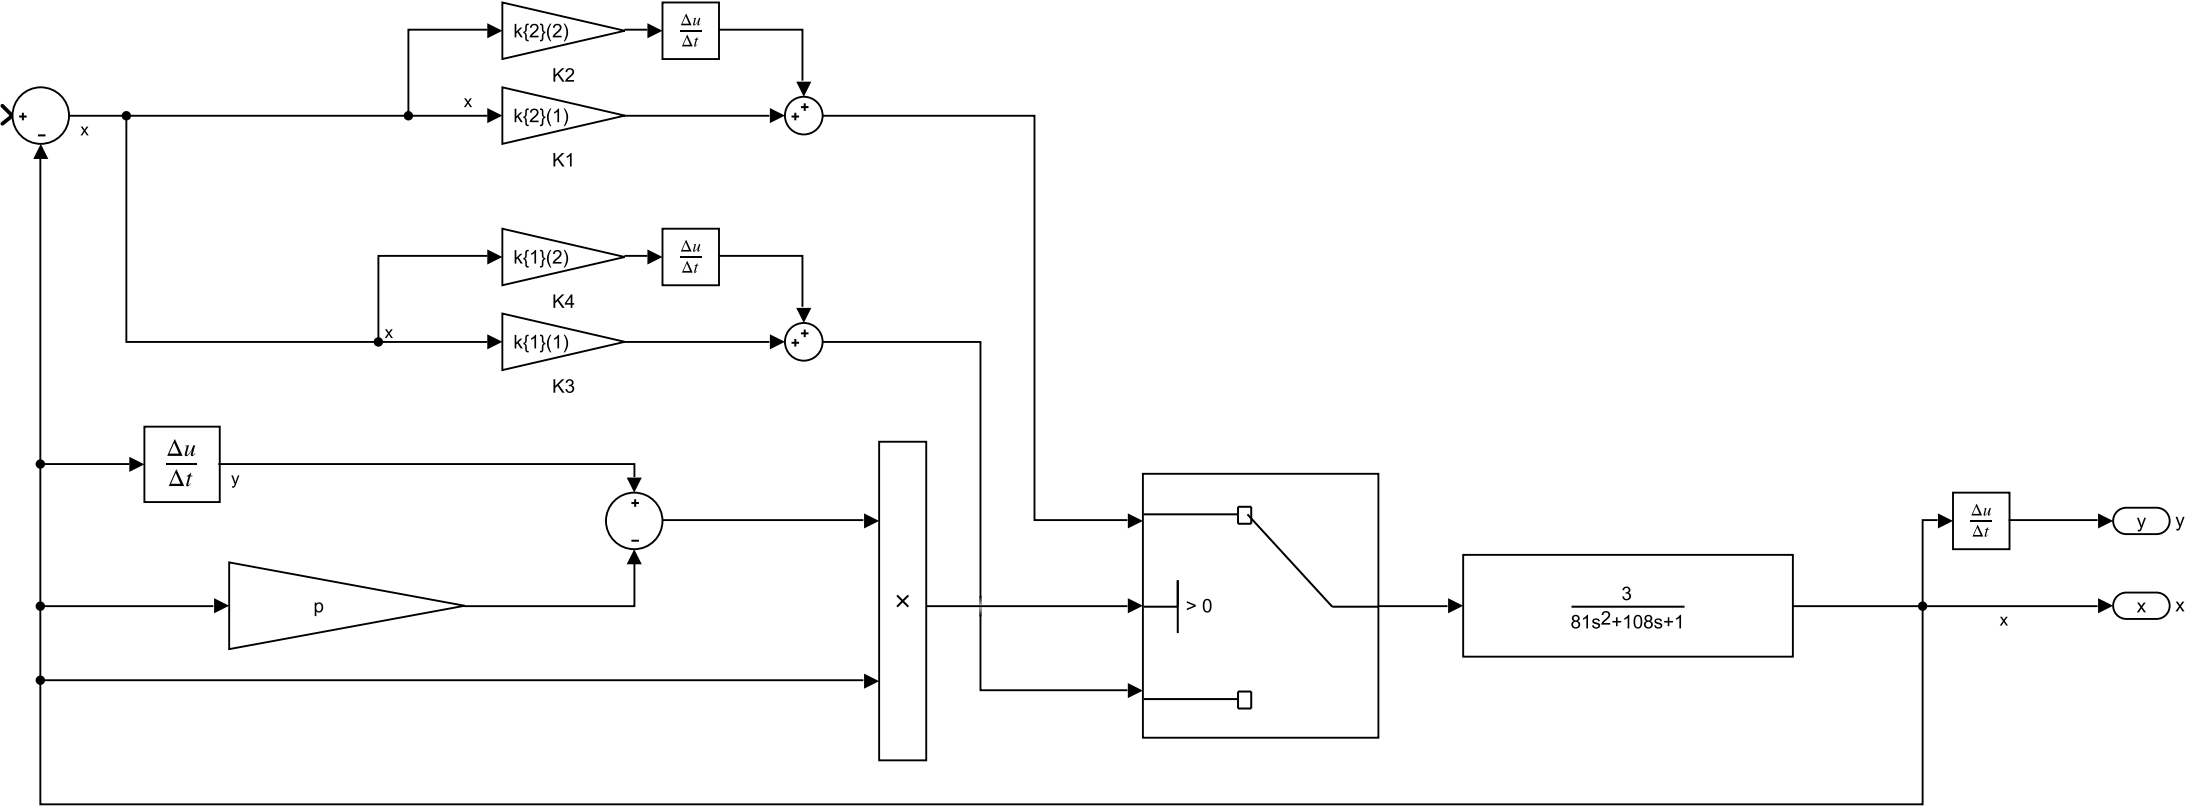 k{2}(2)
Δu
Δt
K2
+
−
x
x
k{2}(1)
K1
+
+
k{1}(2)
Δu
Δt
K4
x
k{1}(1)
K3
+
+
Δu
Δt
y
+
−
p
×
> 0
3
81s²+108s+1
Δu
Δt
y
y
x
x
x